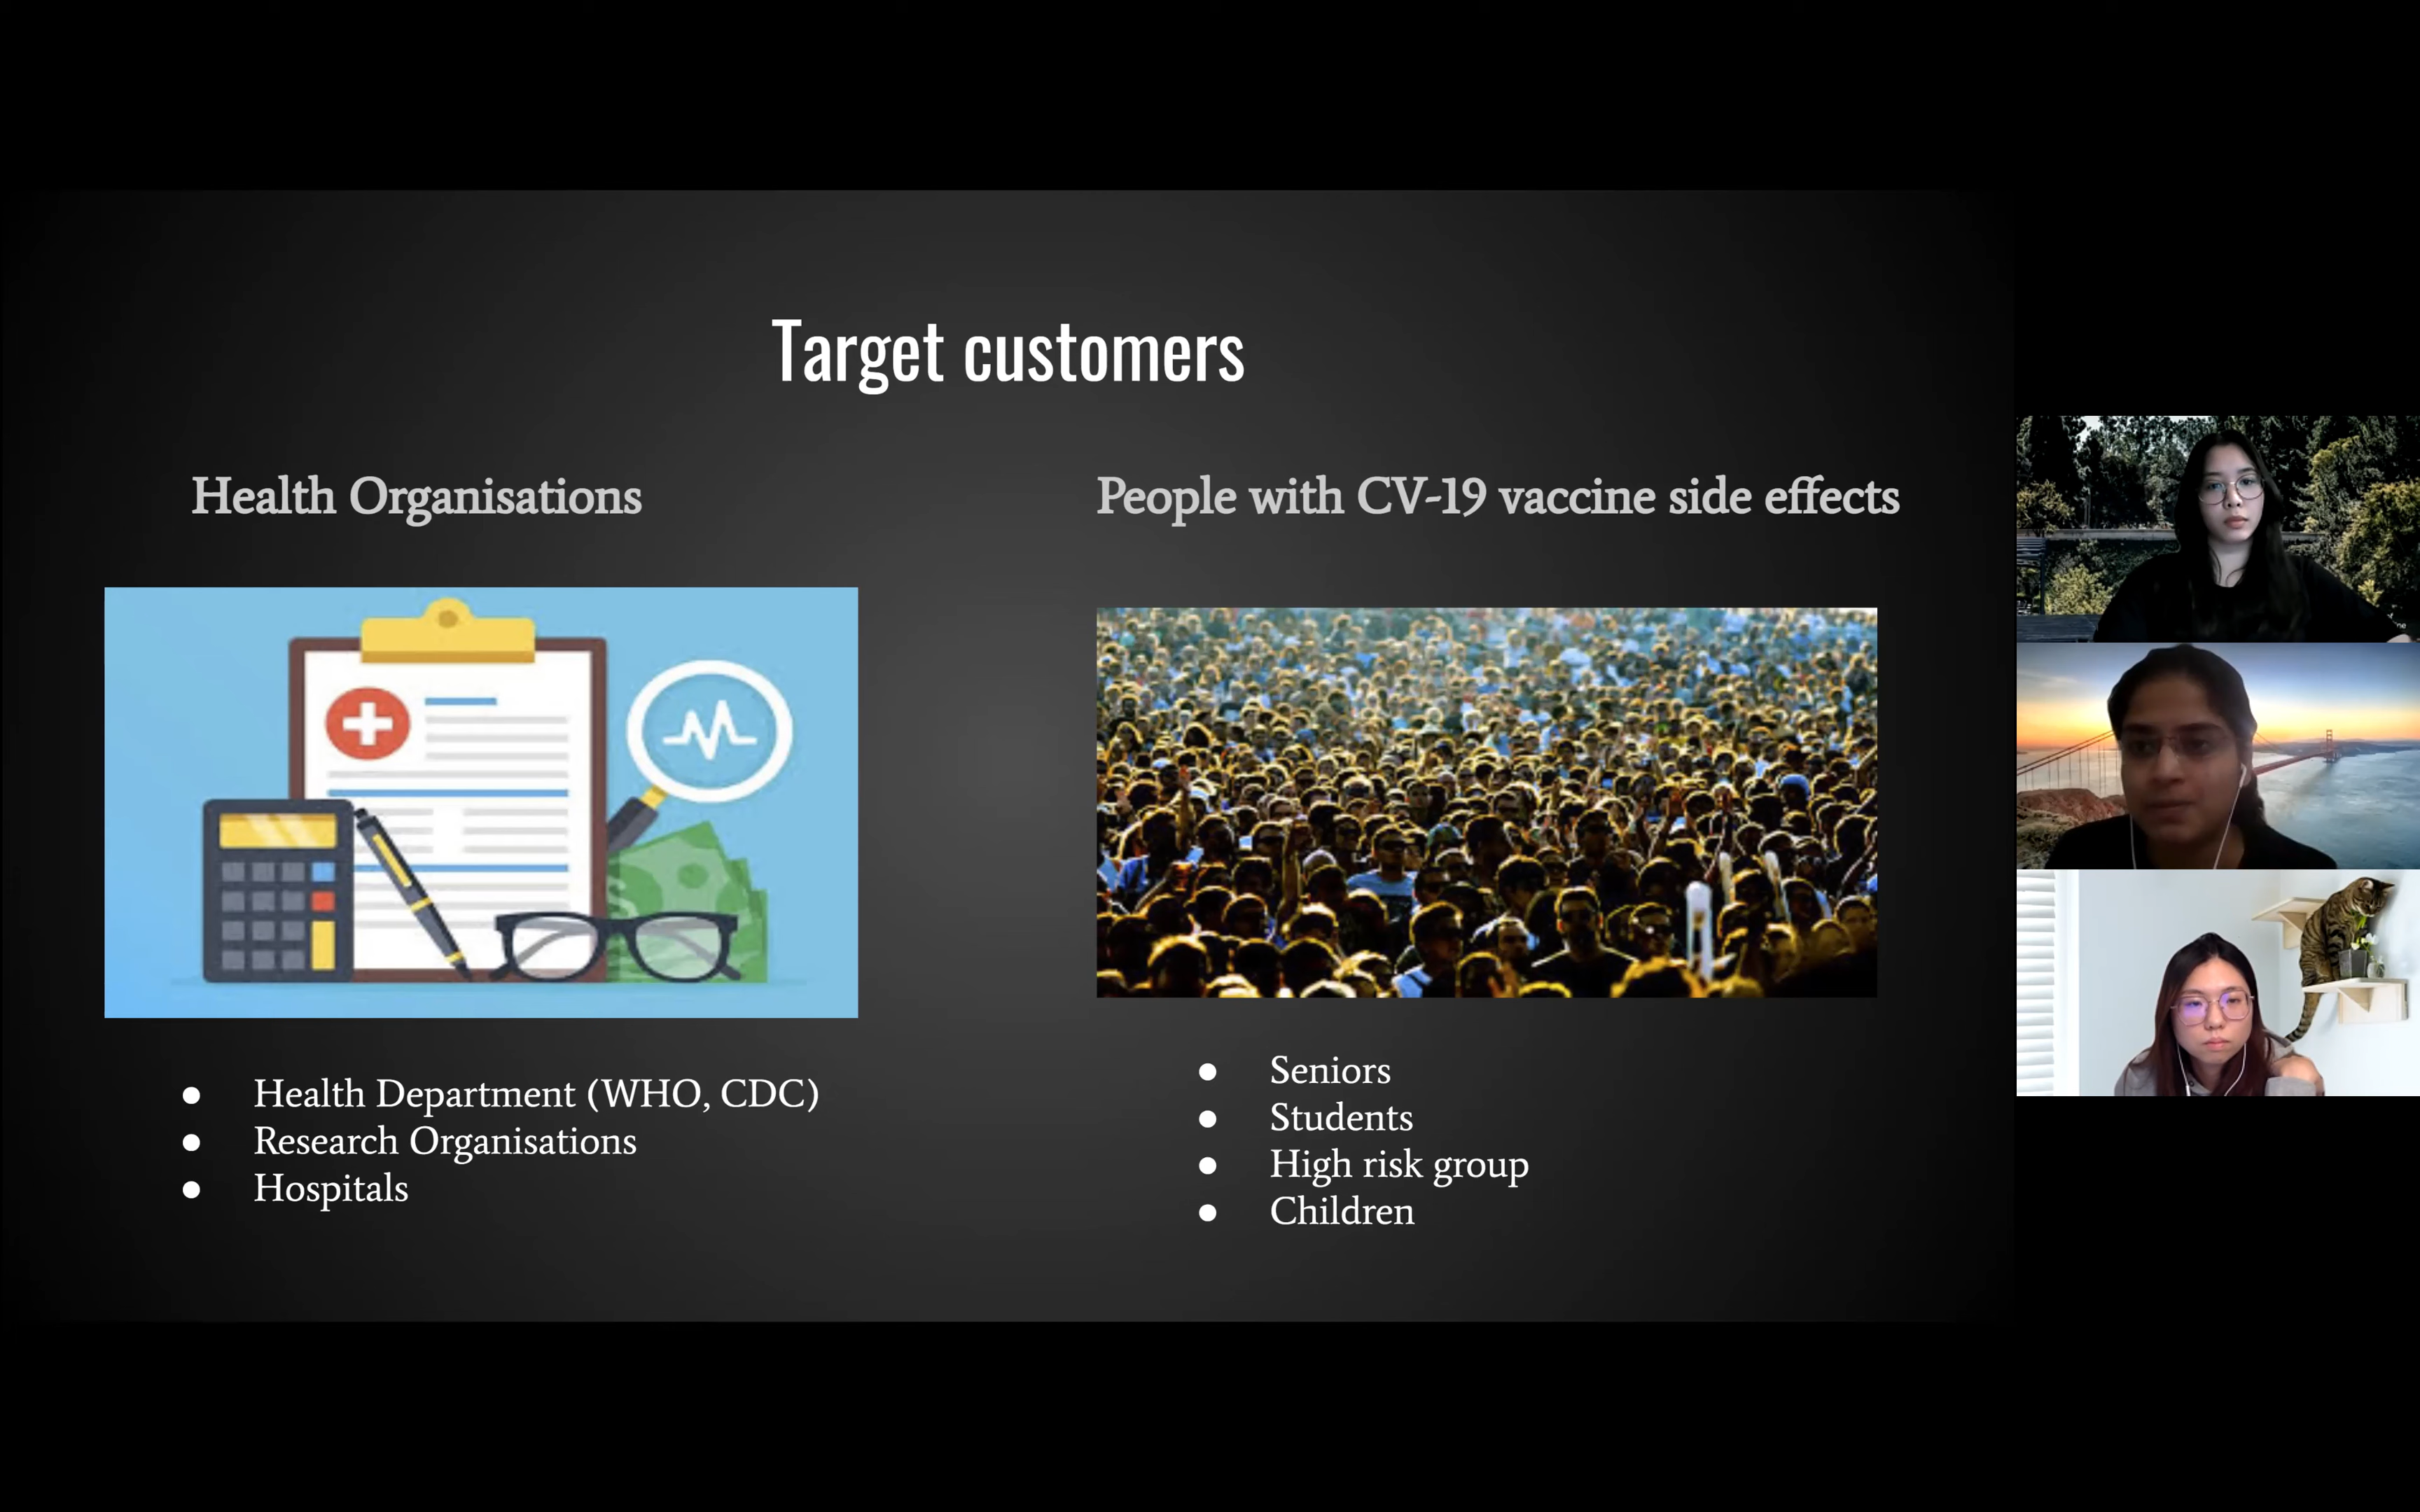 Target customers
Health Organisations
People with CV-19 vaccine side effects
● Health Department (WHO, CDC)
● Research Organisations
● Hospitals
● Seniors
● Students
● High risk group
● Children